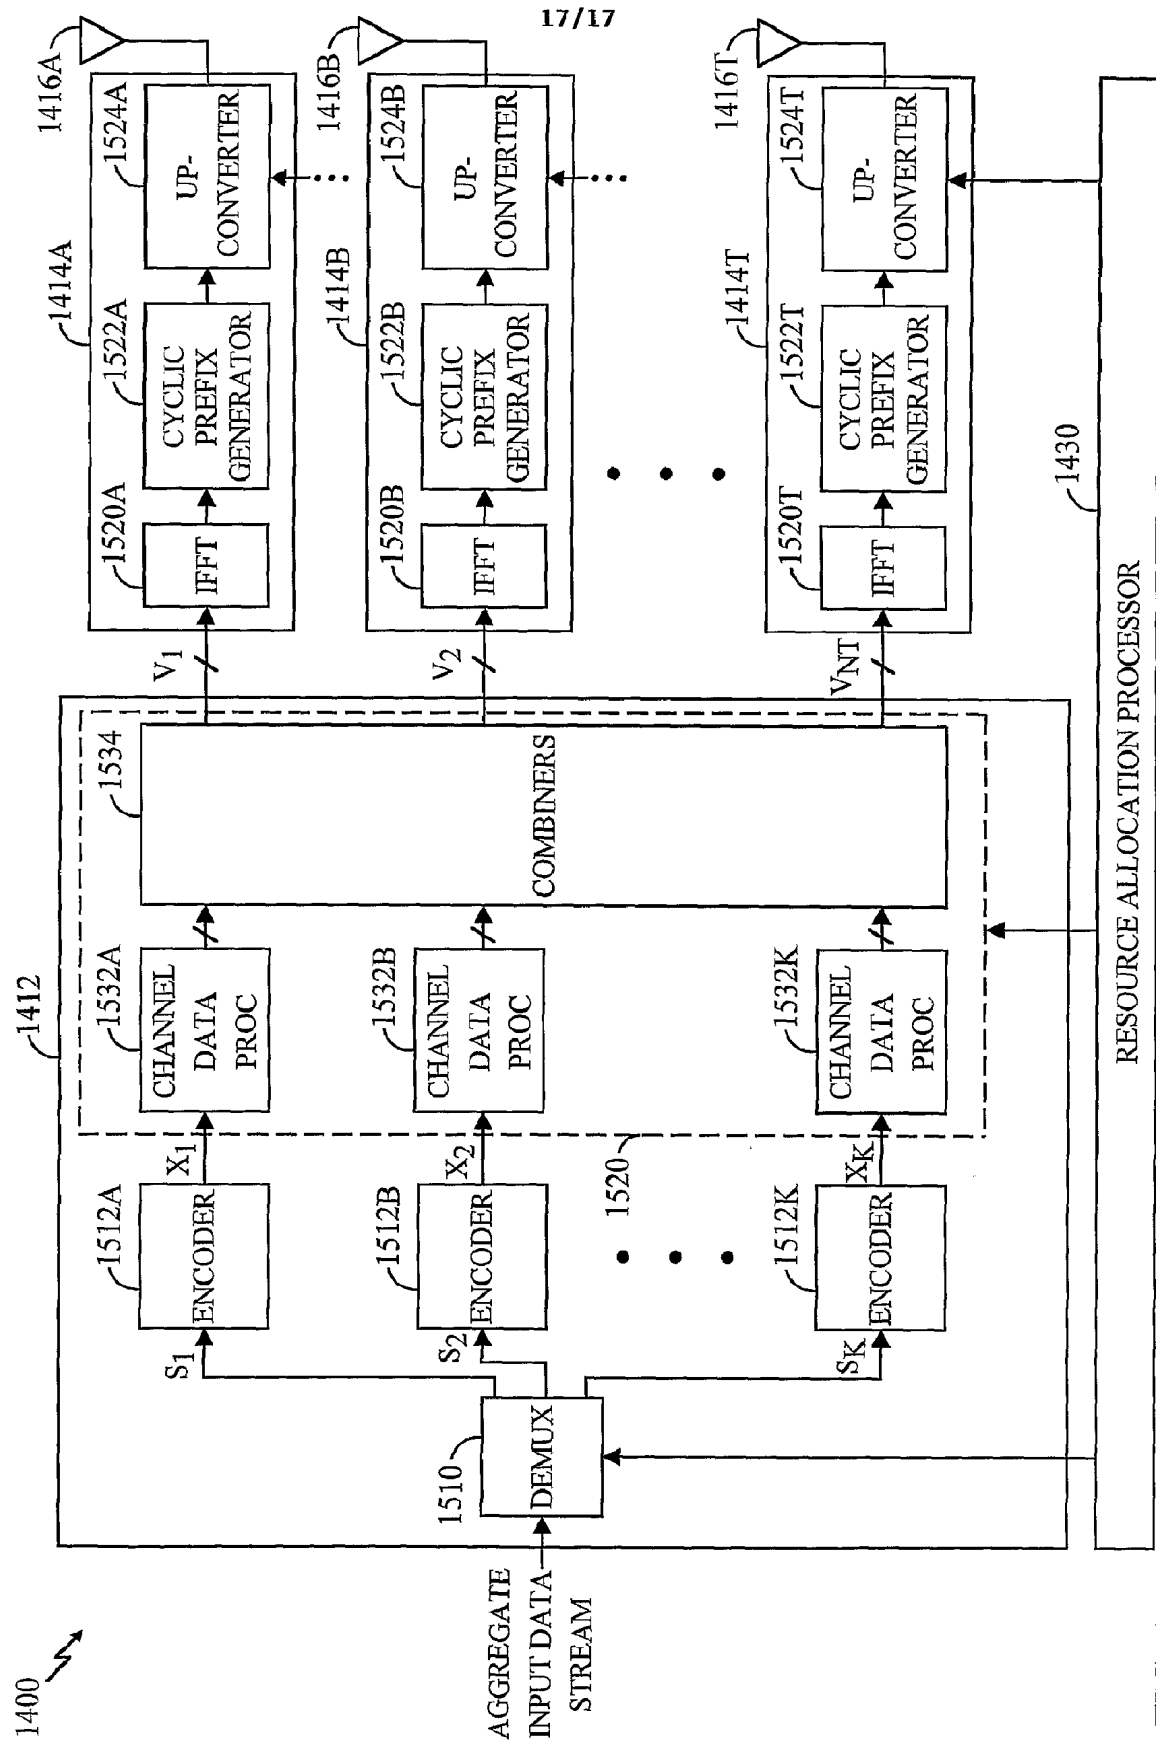 17/17
1400
AGGREGATE
INPUT DATA
STREAM
1412
1510
DEMUX
S1
S2
SK
1512A
ENCODER
1512B
ENCODER
1512K
ENCODER
X1
X2
XK
1520
1532A
CHANNEL
DATA
PROC
1532B
CHANNEL
DATA
PROC
1532K
CHANNEL
DATA
PROC
1534
COMBINERS
V1
V2
VNT
1414A
1520A
IFFT
1522A
CYCLIC
PREFIX
GENERATOR
1524A
UP-
CONVERTER
1416A
1414B
1520B
IFFT
1522B
CYCLIC
PREFIX
GENERATOR
1524B
UP-
CONVERTER
1416B
1414T
1520T
IFFT
1522T
CYCLIC
PREFIX
GENERATOR
1524T
UP-
CONVERTER
1416T
1430
RESOURCE ALLOCATION PROCESSOR